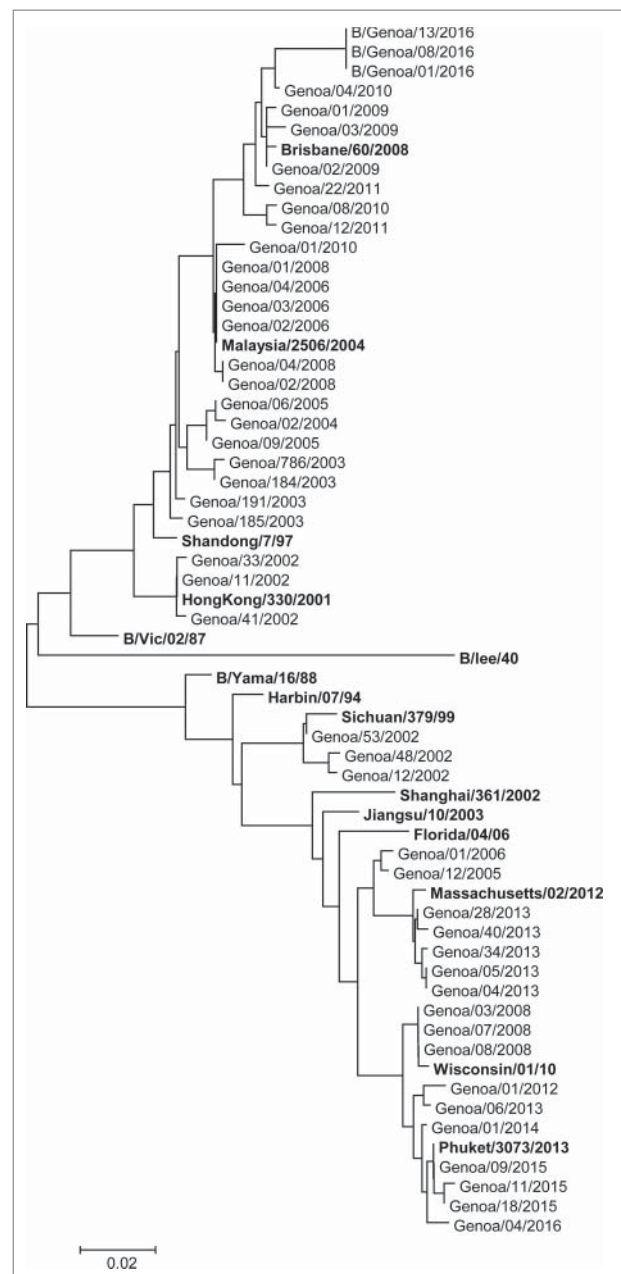 B/Genoa/13/2016
B/Genoa/08/2016
B/Genoa/01/2016
Genoa/04/2010
Genoa/01/2009
Genoa/03/2009
Brisbane/60/2008
Genoa/02/2009
Genoa/22/2011
Genoa/08/2010
Genoa/12/2011
Genoa/01/2010
Genoa/01/2008
Genoa/04/2006
Genoa/03/2006
Genoa/02/2006
Malaysia/2506/2004
Genoa/04/2008
Genoa/02/2008
Genoa/06/2005
Genoa/02/2004
Genoa/09/2005
Genoa/786/2003
Genoa/184/2003
Genoa/191/2003
Genoa/185/2003
Shandong/7/97
Genoa/33/2002
Genoa/11/2002
HongKong/330/2001
Genoa/41/2002
B/Vic/02/87
B/lee/40
B/Yama/16/88
Harbin/07/94
Sichuan/379/99
Genoa/53/2002
Genoa/48/2002
Genoa/12/2002
Shanghai/361/2002
Jiangsu/10/2003
Florida/04/06
Genoa/01/2006
Genoa/12/2005
Massachusetts/02/2012
Genoa/28/2013
Genoa/40/2013
Genoa/34/2013
Genoa/05/2013
Genoa/04/2013
Genoa/03/2008
Genoa/07/2008
Genoa/08/2008
Wisconsin/01/10
Genoa/01/2012
Genoa/06/2013
Genoa/01/2014
Phuket/3073/2013
Genoa/09/2015
Genoa/11/2015
Genoa/18/2015
Genoa/04/2016
0.02